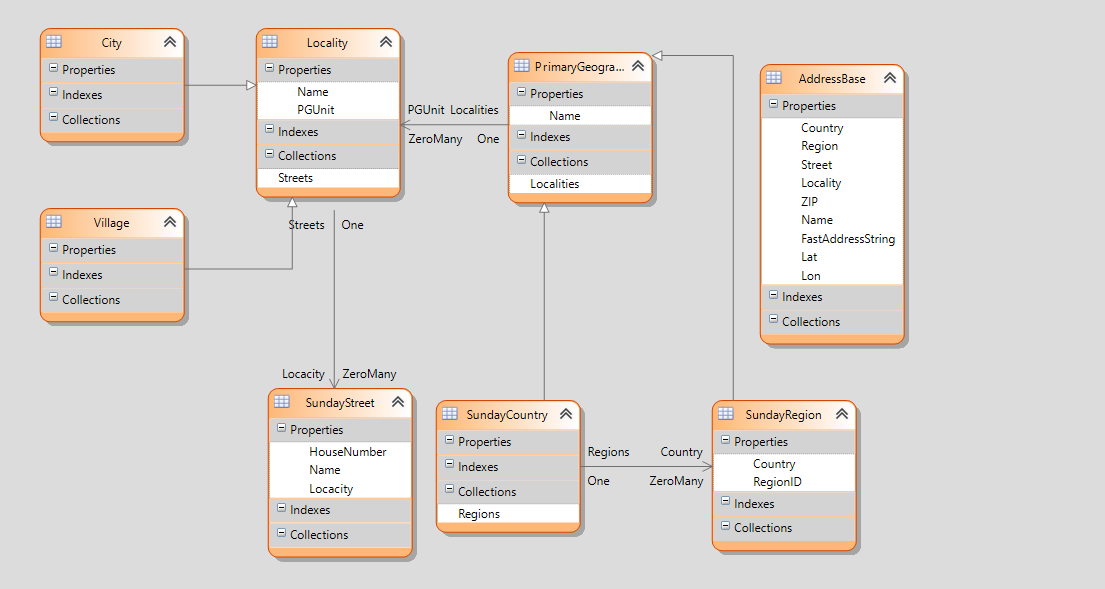 City
Properties
Indexes
Collections
Locality
Properties
Name
PGUnit
Indexes
Collections
Streets
PGUnit Localities
ZeroMany One
PrimaryGeogra...
Properties
Name
Indexes
Collections
Localities
AddressBase
Properties
Country
Region
Street
Locality
ZIP
Name
FastAddressString
Lat
Lon
Indexes
Collections
Village
Properties
Indexes
Collections
Streets One
Locacity ZeroMany
SundayStreet
Properties
HouseNumber
Name
Locacity
Indexes
Collections
SundayCountry
Properties
Indexes
Collections
Regions
Regions Country
One ZeroMany
SundayRegion
Properties
Country
RegionID
Indexes
Collections